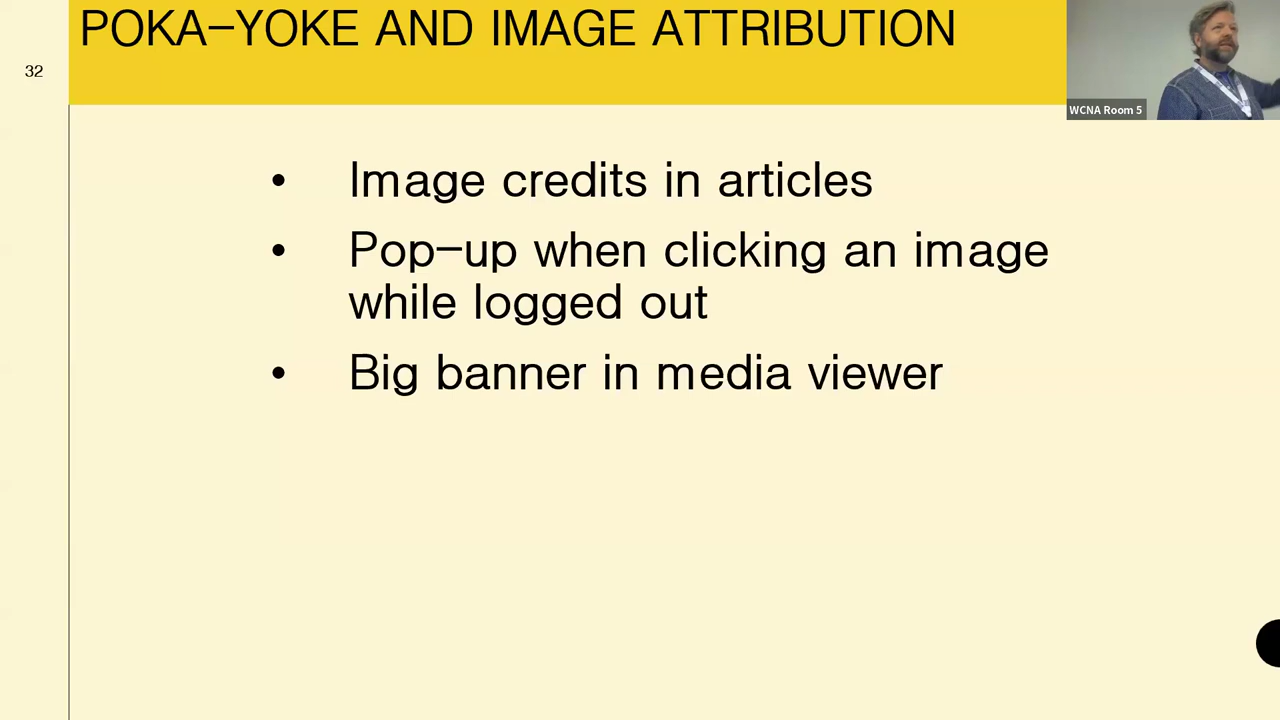 POKA-YOKE AND IMAGE ATTRIBUTION
32
WCNA Room 5
• Image credits in articles
• Pop-up when clicking an image
while logged out
• Big banner in media viewer